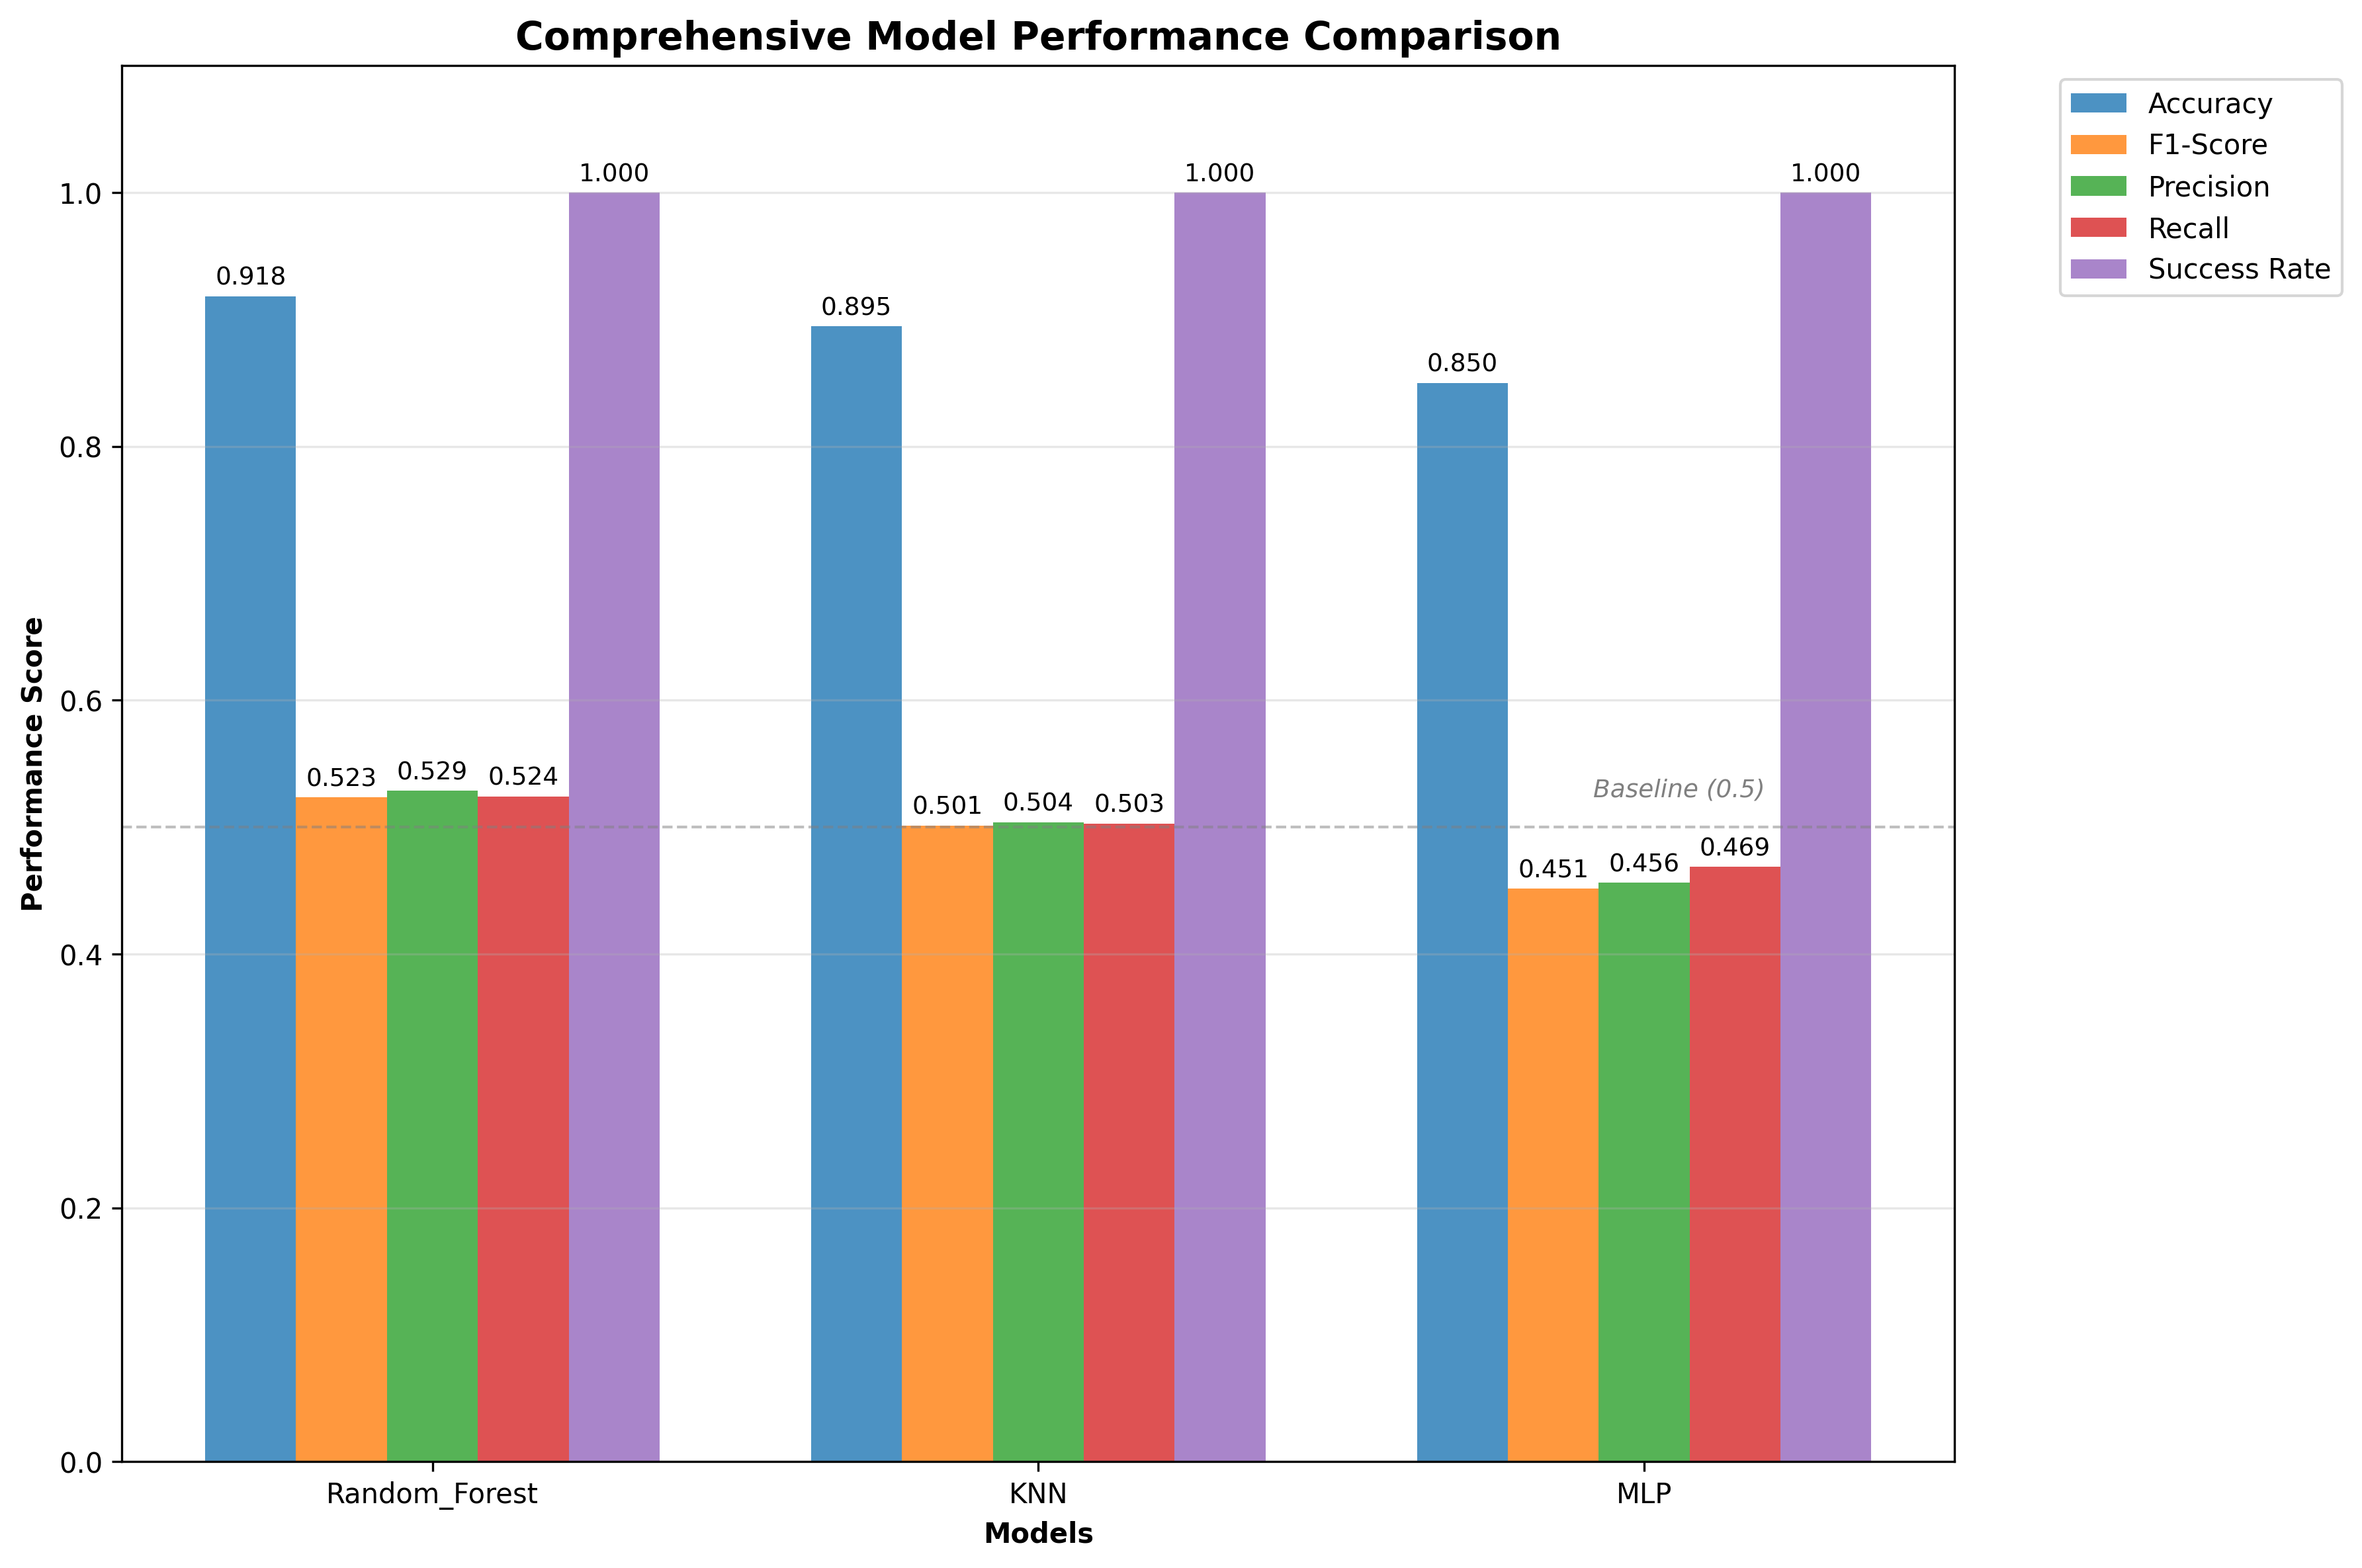 Comprehensive Model Performance Comparison
Accuracy
F1-Score
Precision
Recall
Success Rate
Performance Score
1.0
0.8
0.6
0.4
0.2
0.0
0.918
0.523
0.529
0.524
1.000
0.895
0.501
0.504
0.503
1.000
0.850
0.451
0.456
0.469
1.000
Baseline (0.5)
Random_Forest
KNN
MLP
Models